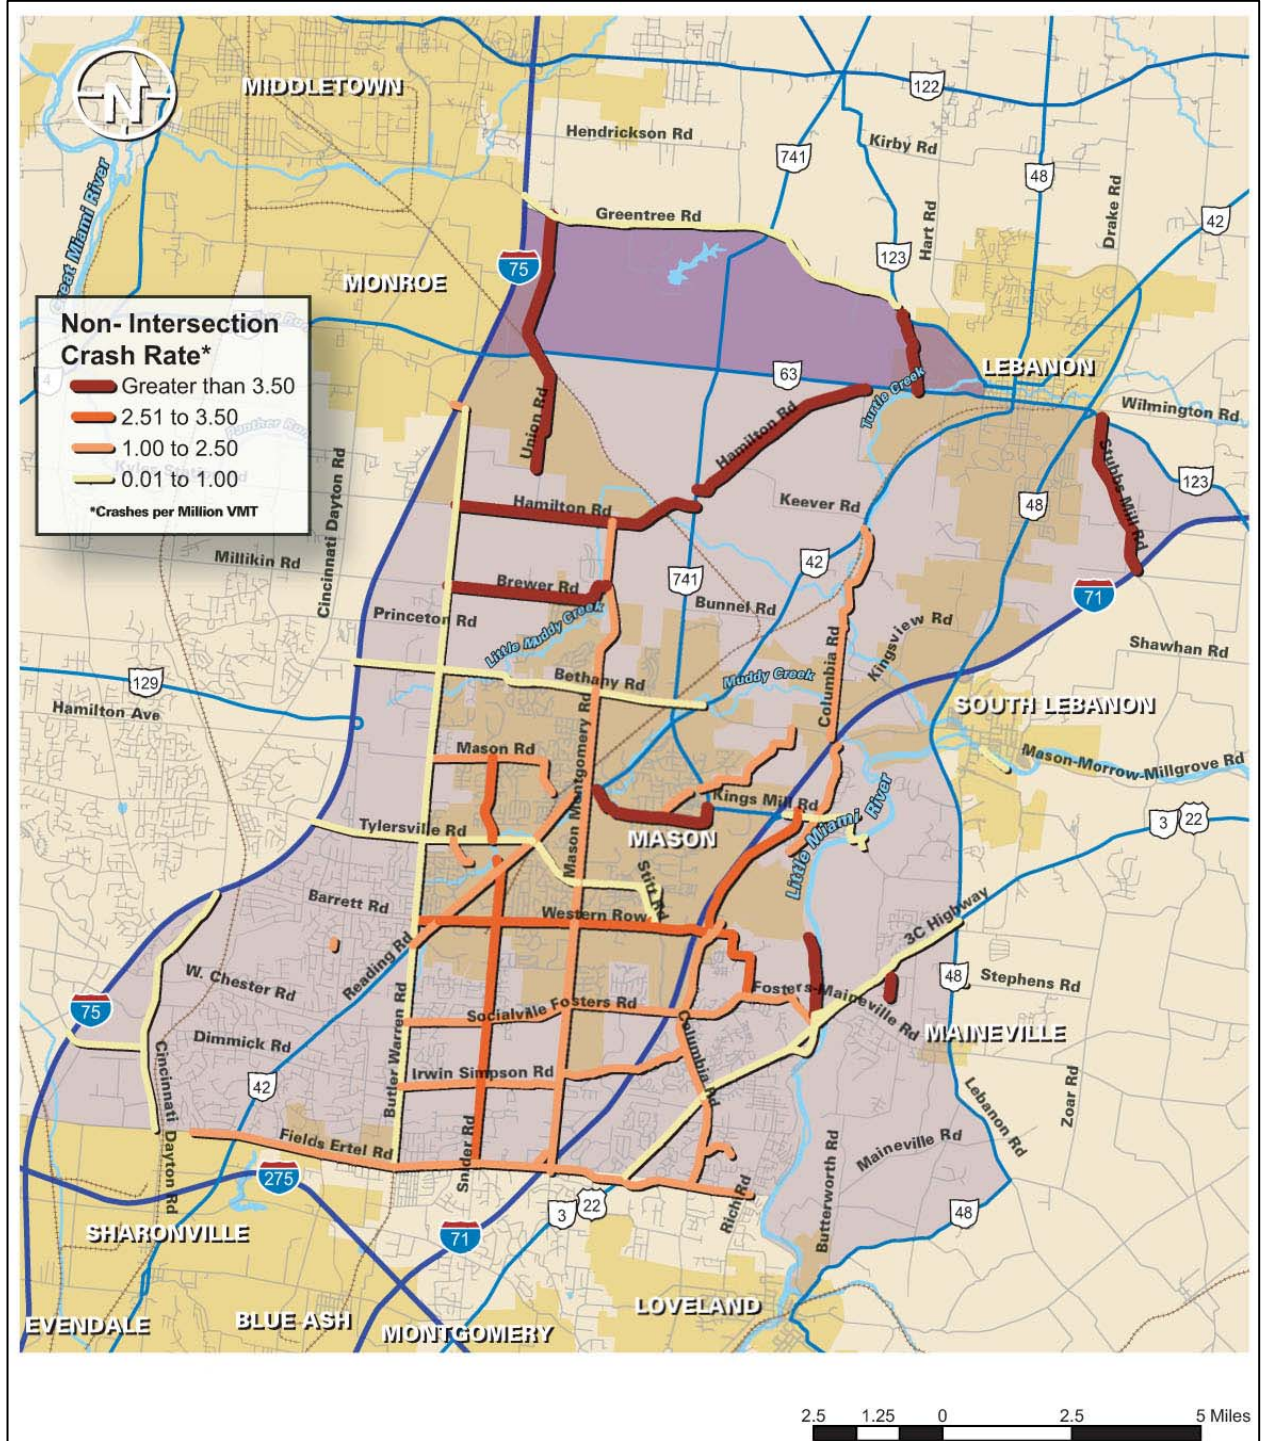 N
MIDDLETOWN
122
Hendrickson Rd
Kirby Rd
741
48
Great Miami River
Drake Rd
Greentree Rd
Hart Rd
42
123
75
MONROE
Non- Intersection
Crash Rate*
Greater than 3.50
2.51 to 3.50
1.00 to 2.50
0.01 to 1.00
*Crashes per Million VMT
4
63
LEBANON
Turtle Creek
Wilmington Rd
Union Rd
Hamilton Rd
Stubbs Mill Rd
Cincinnati Dayton Rd
123
Hamilton Rd
Keever Rd
48
Millikin Rd
42
741
Brewer Rd
Bunnel Rd
71
Princeton Rd
Little Muddy Creek
Kingsview Rd
Shawhan Rd
129
Bethany Rd
Muddy Creek
Columbia Rd
Hamilton Ave
SOUTH LEBANON
Mason Rd
Mason Montgomery Rd
Mason-Morrow-Millgrove Rd
Kings Mill Rd
Tylersville Rd
MASON
Little Miami River
3
22
Stitt Rd
Barrett Rd
Western Row
3C Highway
Reading Rd
W. Chester Rd
48
Stephens Rd
75
Fosters-Maineville Rd
Socialville Fosters Rd
MAINEVILLE
Dimmick Rd
Cincinnati Dayton Rd
Butler Warren Rd
Irwin Simpson Rd
Columbia Rd
42
Lebanon Rd
Zoar Rd
Fields Ertel Rd
Snider Rd
Maineville Rd
Butterworth Rd
275
Rich Rd
3
22
48
SHARONVILLE
71
EVENDALE
BLUE ASH
MONTGOMERY
LOVELAND
2.5 1.25 0 2.5 5 Miles